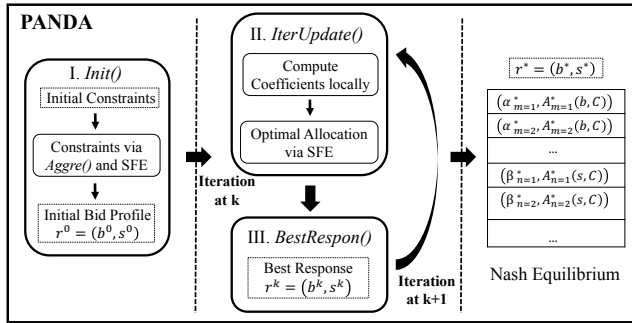 PANDA
I. Init()
Initial Constraints
Constraints via
Aggre() and SFE
Initial Bid Profile
r⁰ = (b⁰, s⁰)
Iteration
at k
II. IterUpdate()
Compute
Coefficients locally
Optimal Allocation
via SFE
III. BestRespon()
Best Response
rᵏ = (bᵏ, sᵏ)
Iteration
at k+1
r* = (b*, s*)
(α*ₘ₌₁, A*ₘ₌₁(b, C))
(α*ₘ₌₂, A*ₘ₌₂(b, C))
...
(β*ₙ₌₁, A*ₙ₌₁(s, C))
(β*ₙ₌₂, A*ₙ₌₂(s, C))
...
Nash Equilibrium